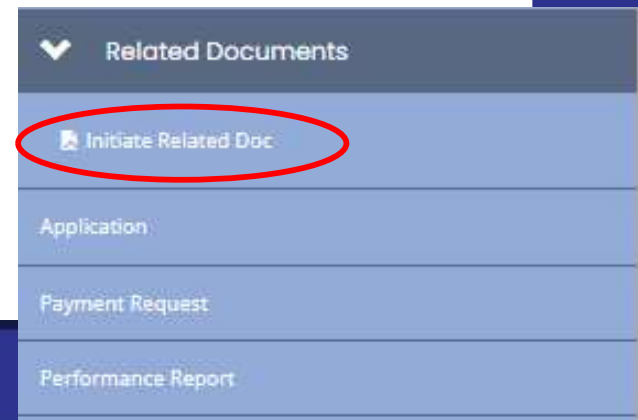 Related Documents
Initiate Related Doc
Application
Payment Request
Performance Report